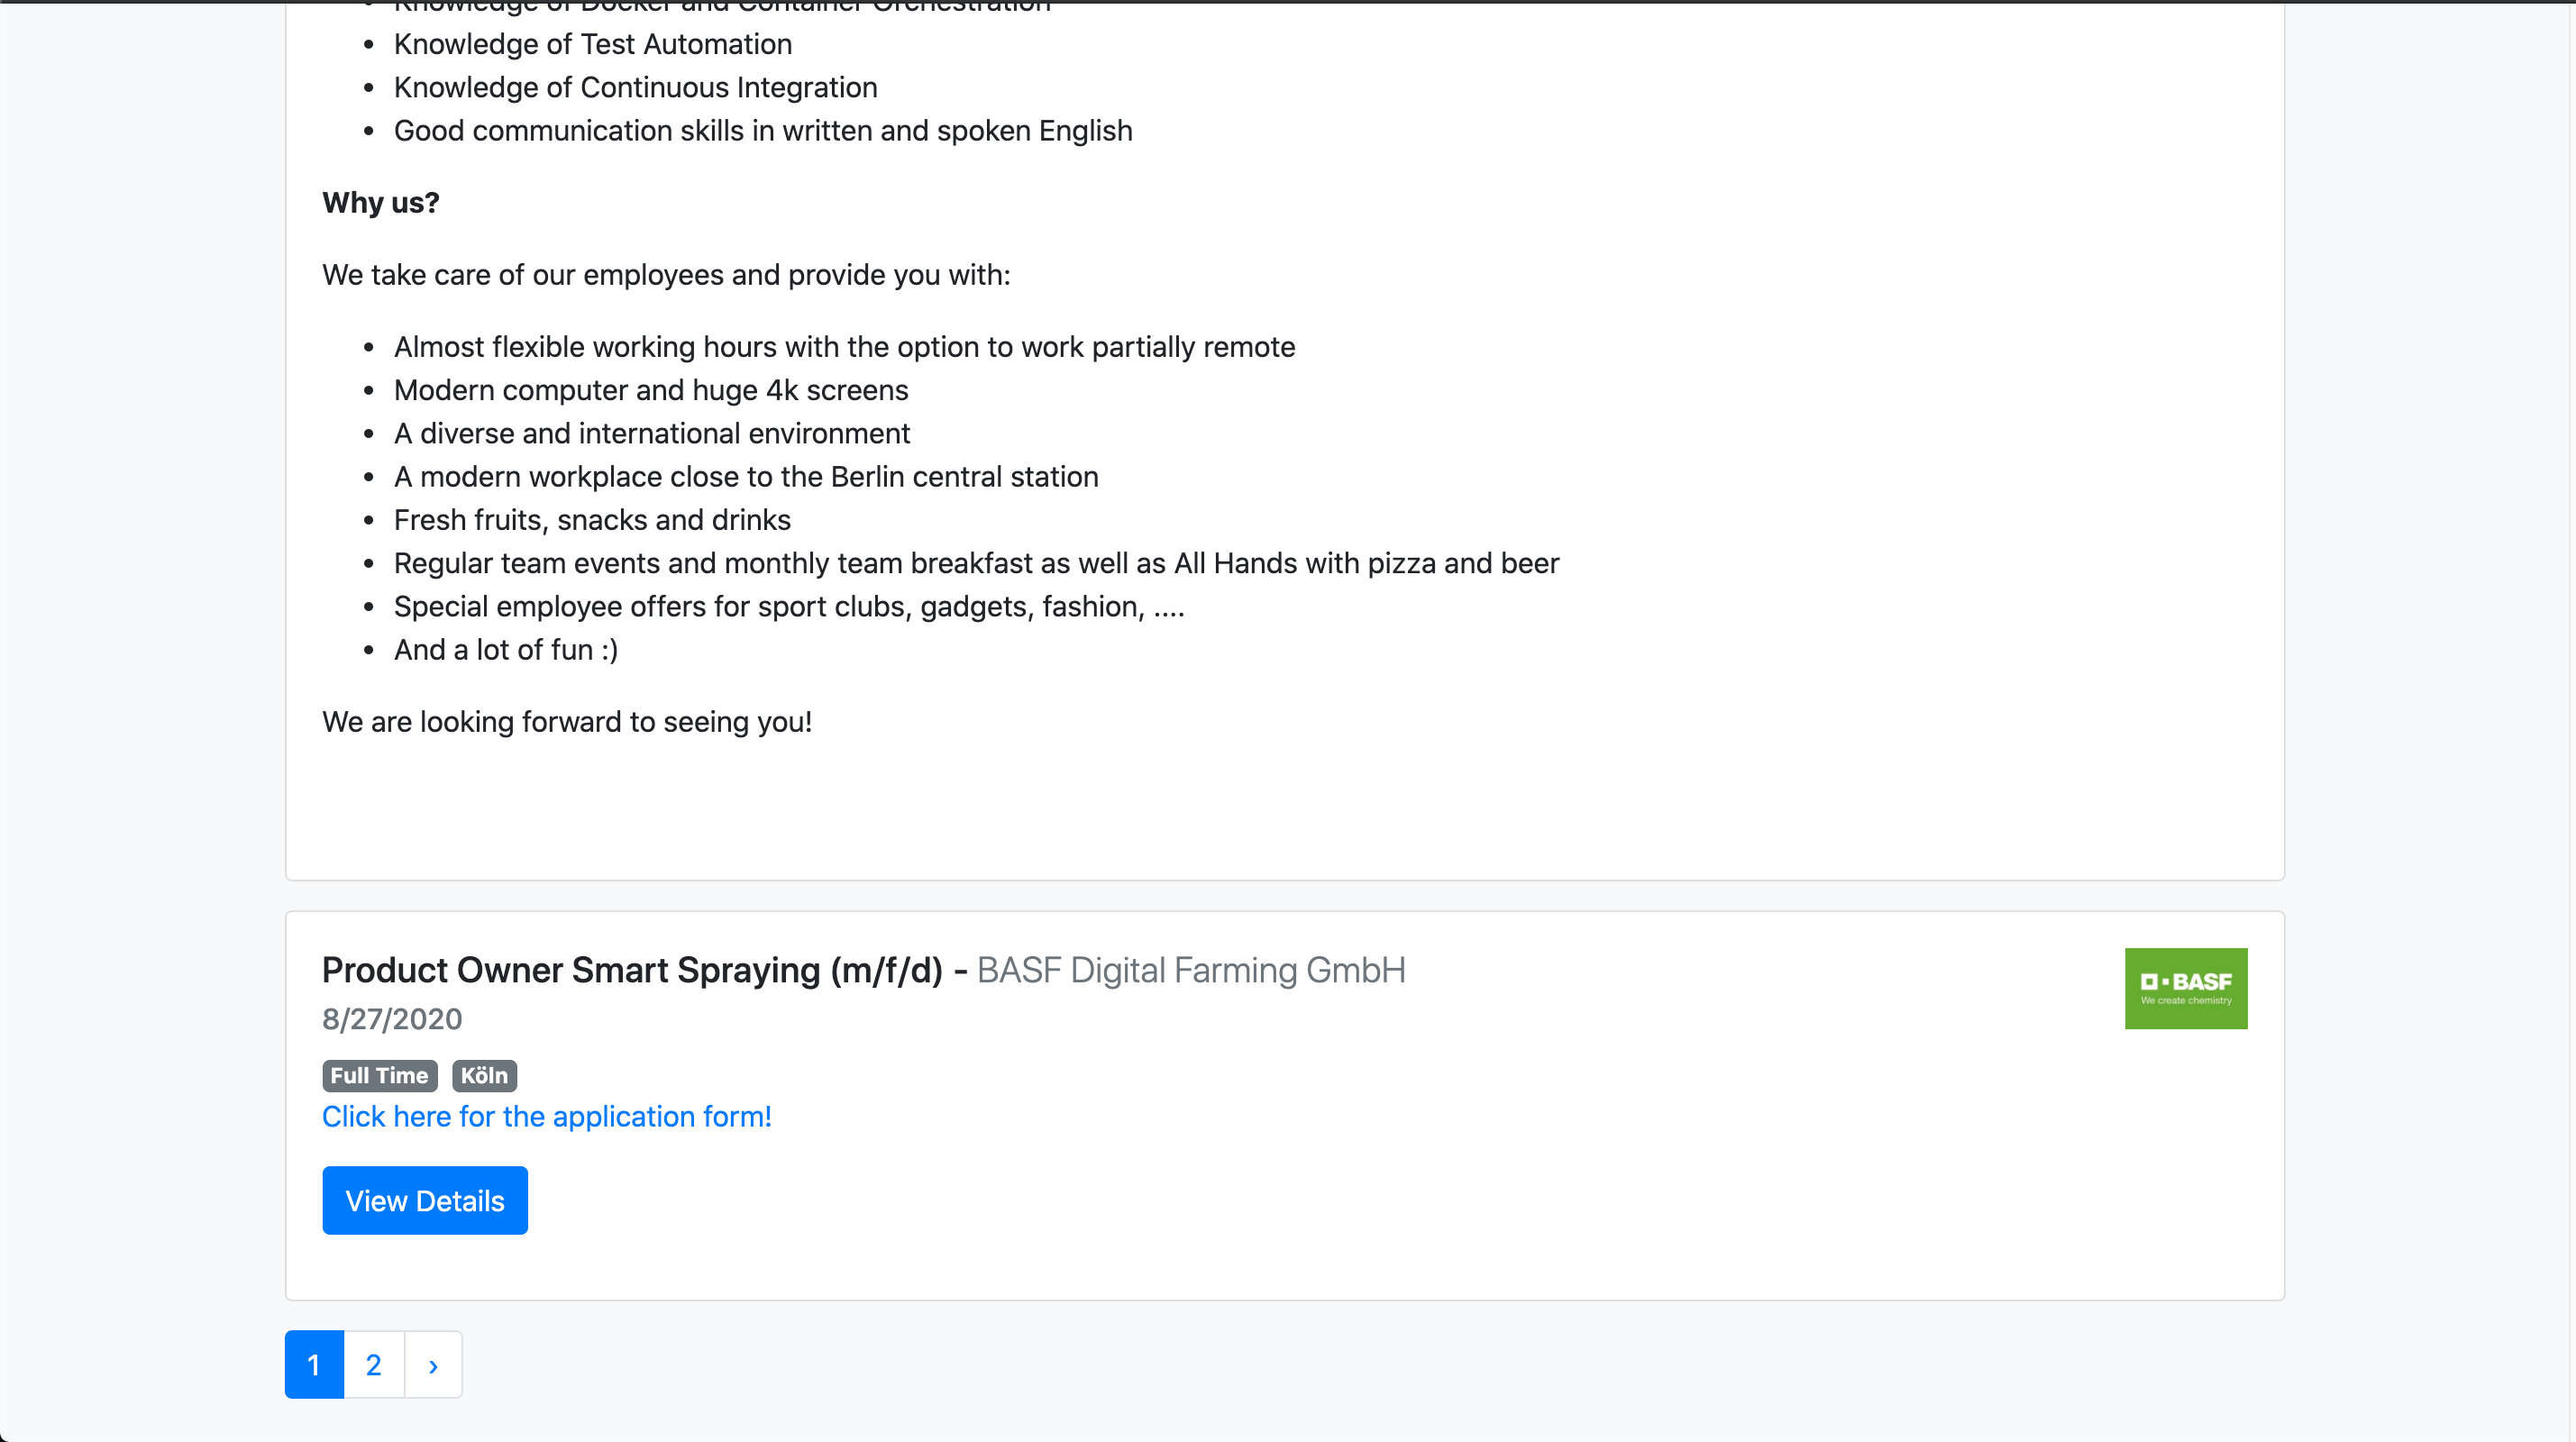 Knowledge of Docker and Container Orchestration
Knowledge of Test Automation
Knowledge of Continuous Integration
Good communication skills in written and spoken English
Why us?
We take care of our employees and provide you with:
Almost flexible working hours with the option to work partially remote
Modern computer and huge 4k screens
A diverse and international environment
A modern workplace close to the Berlin central station
Fresh fruits, snacks and drinks
Regular team events and monthly team breakfast as well as All Hands with pizza and beer
Special employee offers for sport clubs, gadgets, fashion, ....
And a lot of fun :)
We are looking forward to seeing you!
Product Owner Smart Spraying (m/f/d) - BASF Digital Farming GmbH
BASF
We create chemistry
8/27/2020
Full Time Köln
Click here for the application form!
View Details
1 2 ›